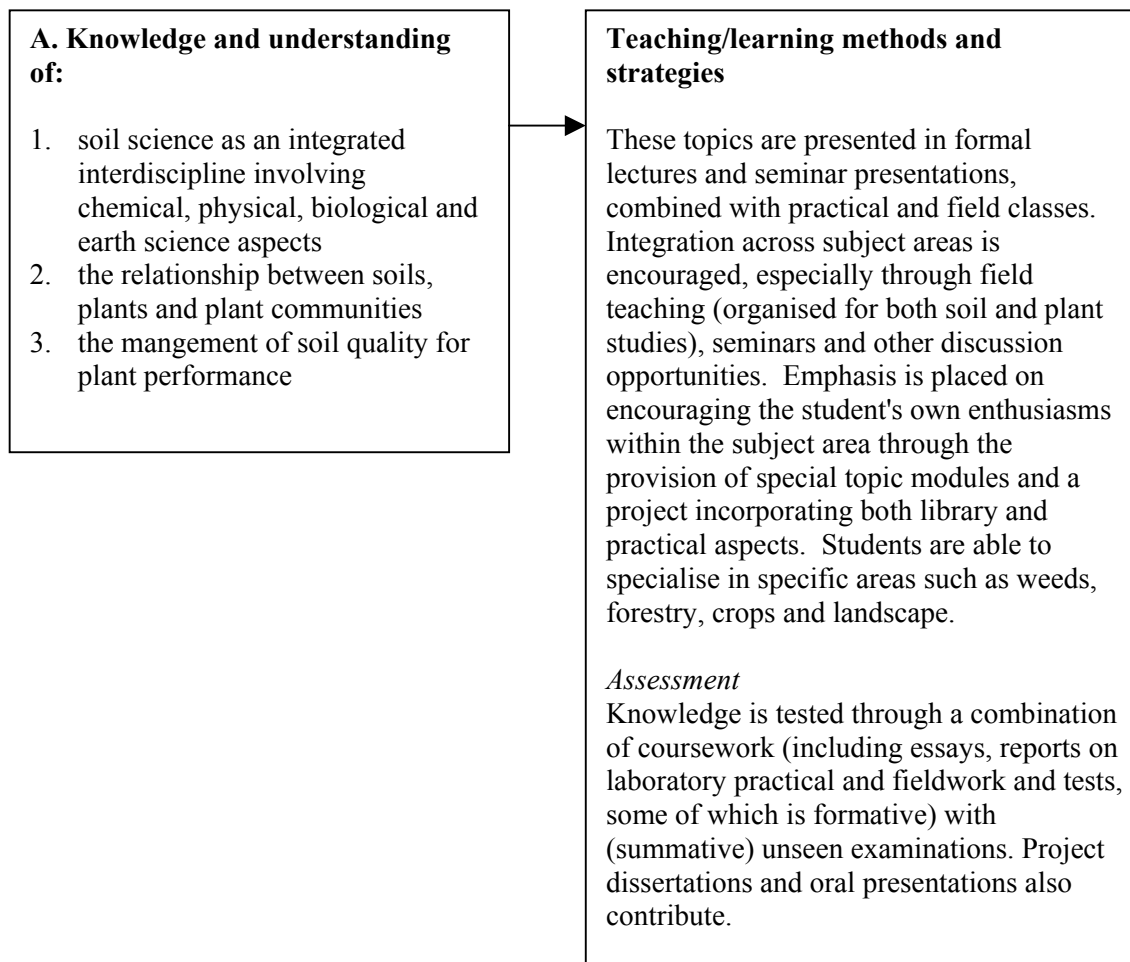 A. Knowledge and understanding
of:
1. soil science as an integrated
interdiscipline involving
chemical, physical, biological and
earth science aspects
2. the relationship between soils,
plants and plant communities
3. the mangement of soil quality for
plant performance
Teaching/learning methods and
strategies
These topics are presented in formal
lectures and seminar presentations,
combined with practical and field classes.
Integration across subject areas is
encouraged, especially through field
teaching (organised for both soil and plant
studies), seminars and other discussion
opportunities.  Emphasis is placed on
encouraging the student's own enthusiasms
within the subject area through the
provision of special topic modules and a
project incorporating both library and
practical aspects.  Students are able to
specialise in specific areas such as weeds,
forestry, crops and landscape.
Assessment
Knowledge is tested through a combination
of coursework (including essays, reports on
laboratory practical and fieldwork and tests,
some of which is formative) with
(summative) unseen examinations. Project
dissertations and oral presentations also
contribute.